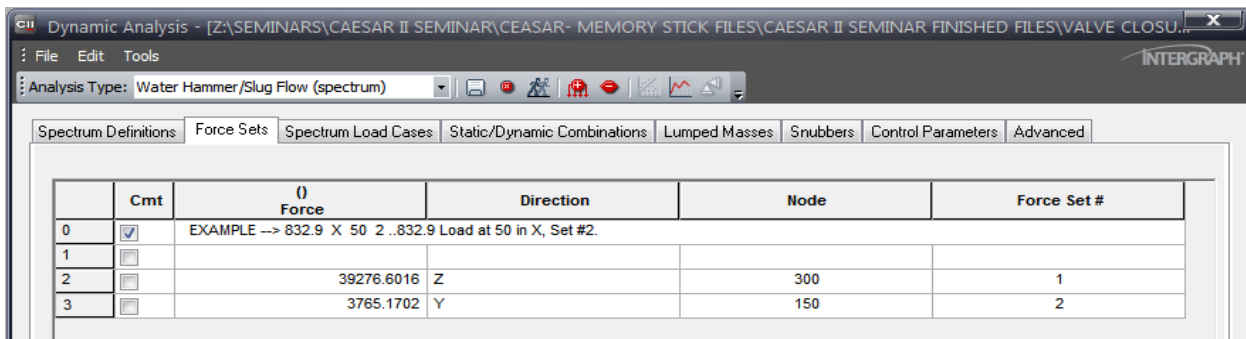 CII Dynamic Analysis - [Z:\SEMINARS\CAESAR II SEMINAR\CEASAR- MEMORY STICK FILES\CAESAR II SEMINAR FINISHED FILES\VALVE CLOSU... X
File Edit Tools INTERGRAPH
Analysis Type: Water Hammer/Slug Flow (spectrum)
Spectrum Definitions Force Sets Spectrum Load Cases Static/Dynamic Combinations Lumped Masses Snubbers Control Parameters Advanced
Cmt () Force Direction Node Force Set #
0 EXAMPLE --> 832.9 X 50 2 ..832.9 Load at 50 in X, Set #2.
1
2 39276.6016 Z 300 1
3 3765.1702 Y 150 2